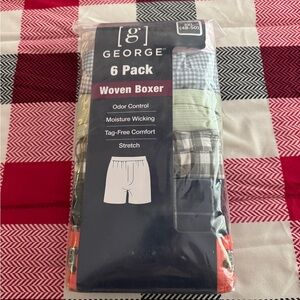 [g]
GEORGE
6 Pack
Woven Boxer
Odor Control
Moisture Wicking
Tag-Free Comfort
Stretch